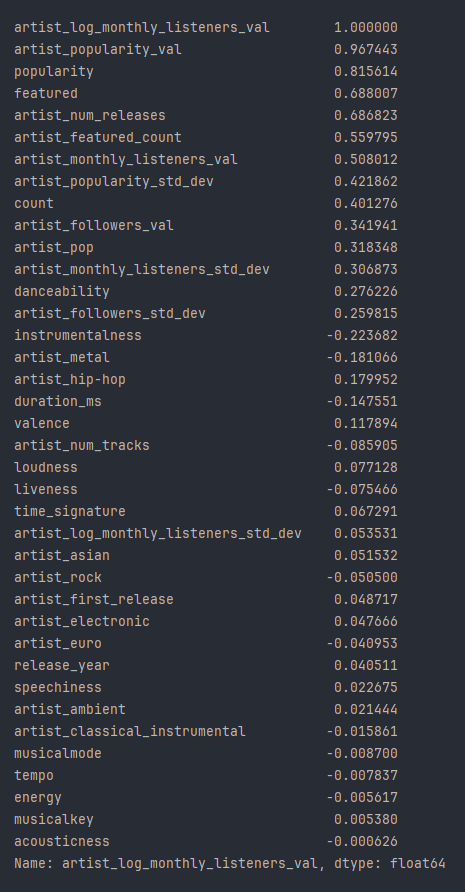 artist_log_monthly_listeners_val 1.000000
artist_popularity_val 0.967443
popularity 0.815614
featured 0.688007
artist_num_releases 0.686823
artist_featured_count 0.559795
artist_monthly_listeners_val 0.508012
artist_popularity_std_dev 0.421862
count 0.401276
artist_followers_val 0.341941
artist_pop 0.318348
artist_monthly_listeners_std_dev 0.306873
danceability 0.276226
artist_followers_std_dev 0.259815
instrumentalness -0.223682
artist_metal -0.181066
artist_hip-hop 0.179952
duration_ms -0.147551
valence 0.117894
artist_num_tracks -0.085905
loudness 0.077128
liveness -0.075466
time_signature 0.067291
artist_log_monthly_listeners_std_dev 0.053531
artist_asian 0.051532
artist_rock -0.050500
artist_first_release 0.048717
artist_electronic 0.047666
artist_euro -0.040953
release_year 0.040511
speechiness 0.022675
artist_ambient 0.021444
artist_classical_instrumental -0.015861
musicalmode -0.008700
tempo -0.007837
energy -0.005617
musicalkey 0.005380
acousticness -0.000626
Name: artist_log_monthly_listeners_val, dtype: float64